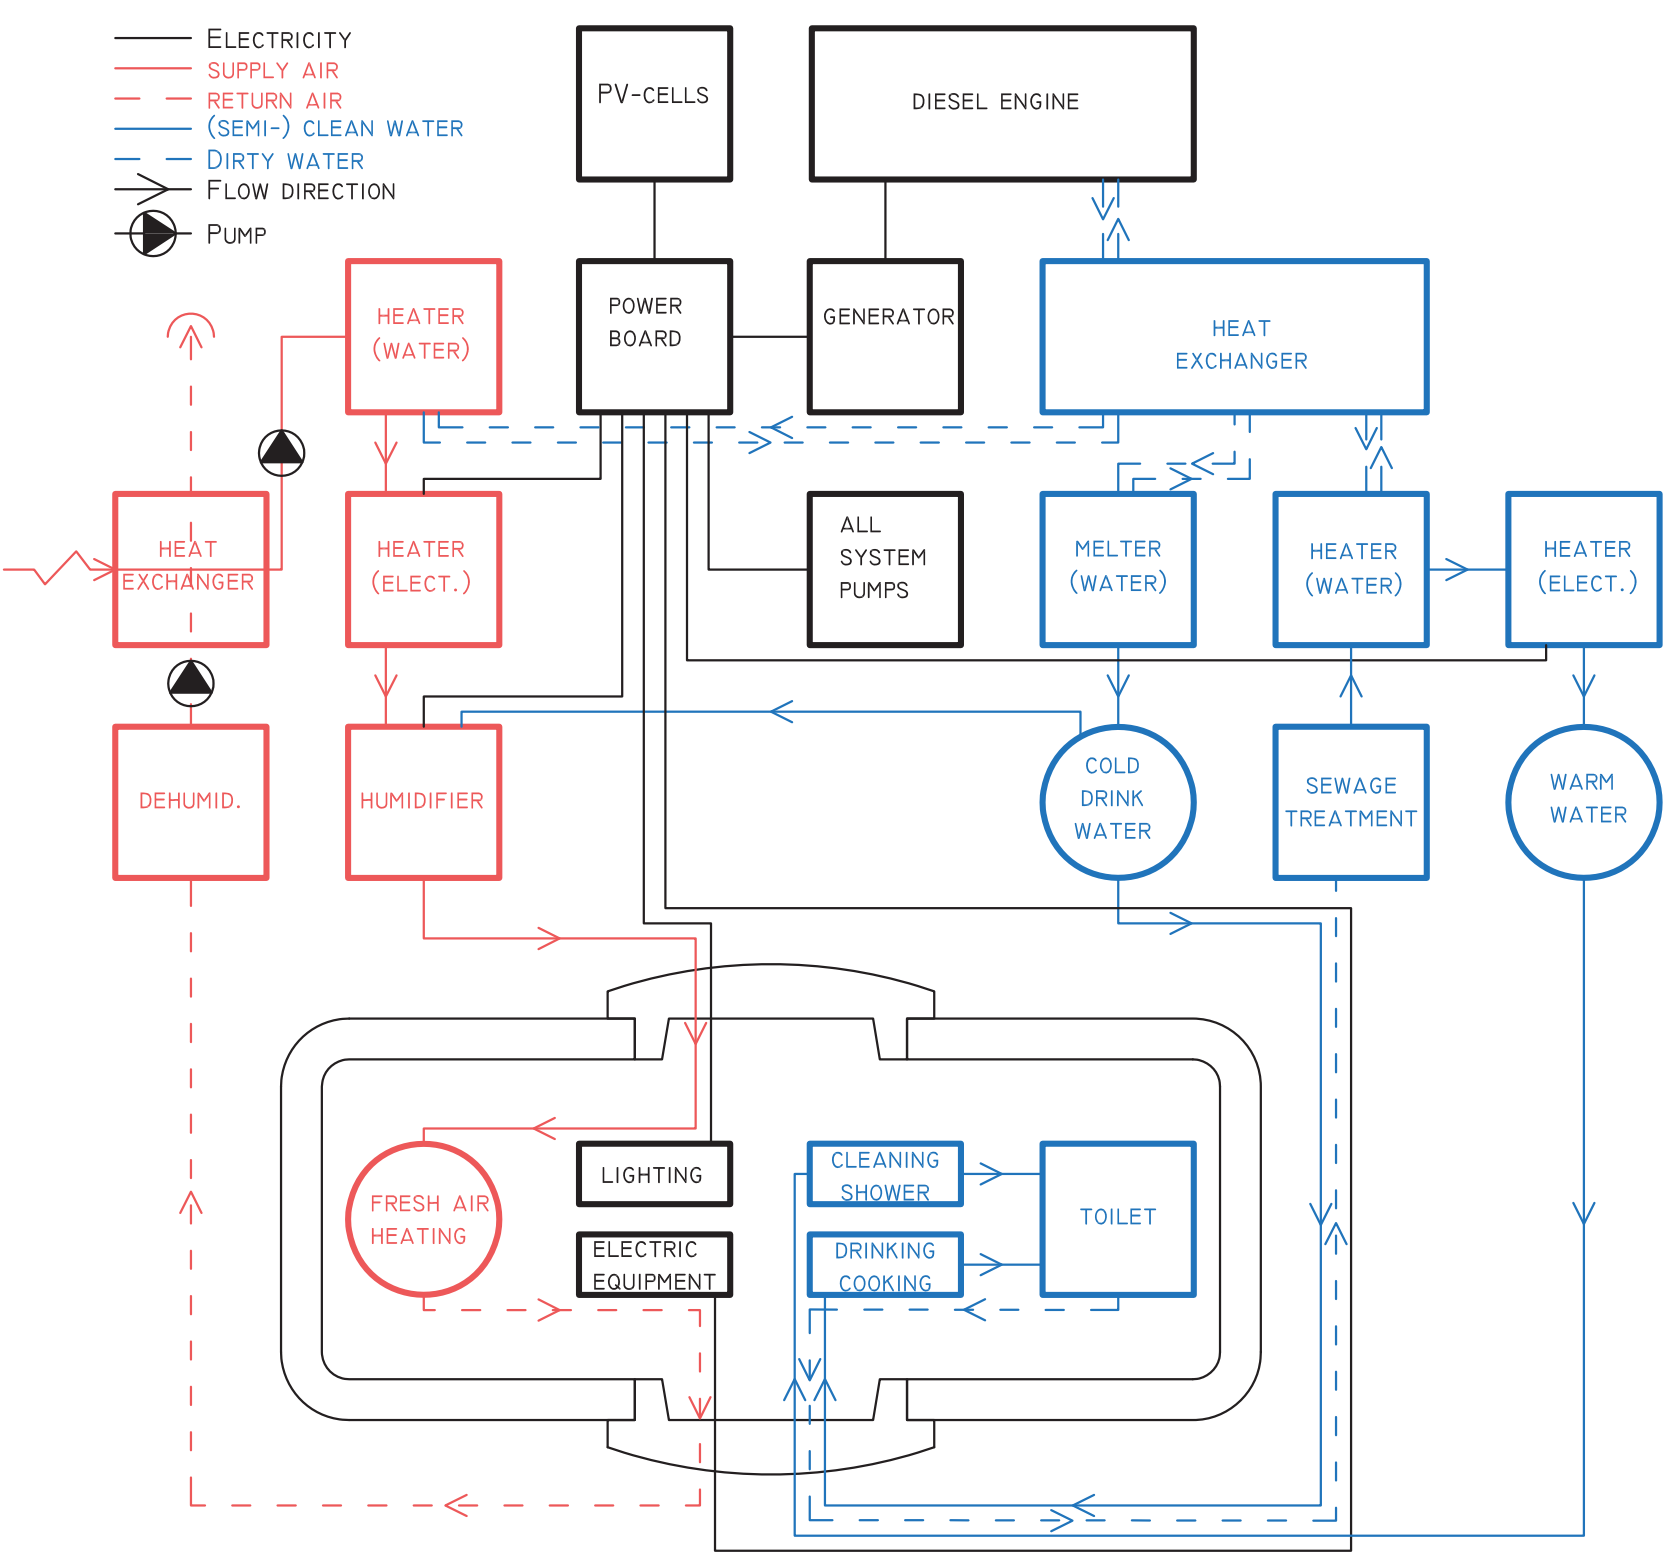 ELECTRICITY
SUPPLY AIR
RETURN AIR
(SEMI-) CLEAN WATER
DIRTY WATER
FLOW DIRECTION
PUMP
PV-CELLS
DIESEL ENGINE
HEATER
(WATER)
POWER
BOARD
GENERATOR
HEAT
EXCHANGER
HEAT
EXCHANGER
HEATER
(ELECT.)
ALL
SYSTEM
PUMPS
MELTER
(WATER)
HEATER
(WATER)
HEATER
(ELECT.)
DEHUMID.
HUMIDIFIER
COLD
DRINK
WATER
SEWAGE
TREATMENT
WARM
WATER
FRESH AIR
HEATING
LIGHTING
ELECTRIC
EQUIPMENT
CLEANING
SHOWER
DRINKING
COOKING
TOILET